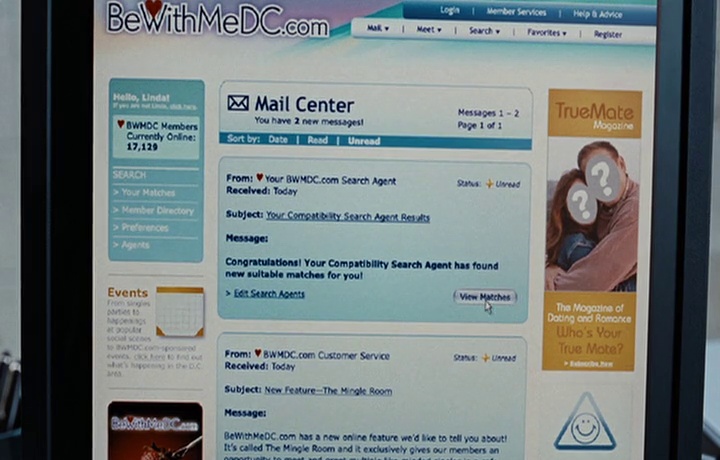 BeWithMeDC.com
Login | Member Services | Help & Advice
Mail ▾ | Meet ▾ | Search ▾ | Favorites ▾ | Register
Hello, Linda!
If you are not Linda, click here.
BWMDC Members
Currently Online:
17,129
SEARCH
> Your Matches
> Member Directory
> Preferences
> Agents
Events
From singles
parties to
happenings
at popular
social scenes
to BWMDC.com-sponsored
events, click here to find out
what's happening in the D.C.
area.
BeWithMeDC.com
Mail Center
You have 2 new messages!
Messages 1 - 2
Page 1 of 1
Sort by: Date | Read | Unread
From: ♥ Your BWMDC.com Search Agent
Received: Today
Status: Unread
Subject: Your Compatibility Search Agent Results
Message:
Congratulations! Your Compatibility Search Agent has found
new suitable matches for you!
> Edit Search Agents
View Matches
From: ♥ BWMDC.com Customer Service
Received: Today
Status: Unread
Subject: New Feature—The Mingle Room
Message:
BeWithMeDC.com has a new online feature we'd like to tell you about!
It's called The Mingle Room and it exclusively gives our members an
TrueMate
Magazine
? ?
The Magazine of
Dating and Romance
Who's Your
True Mate?
> Subscribe Now